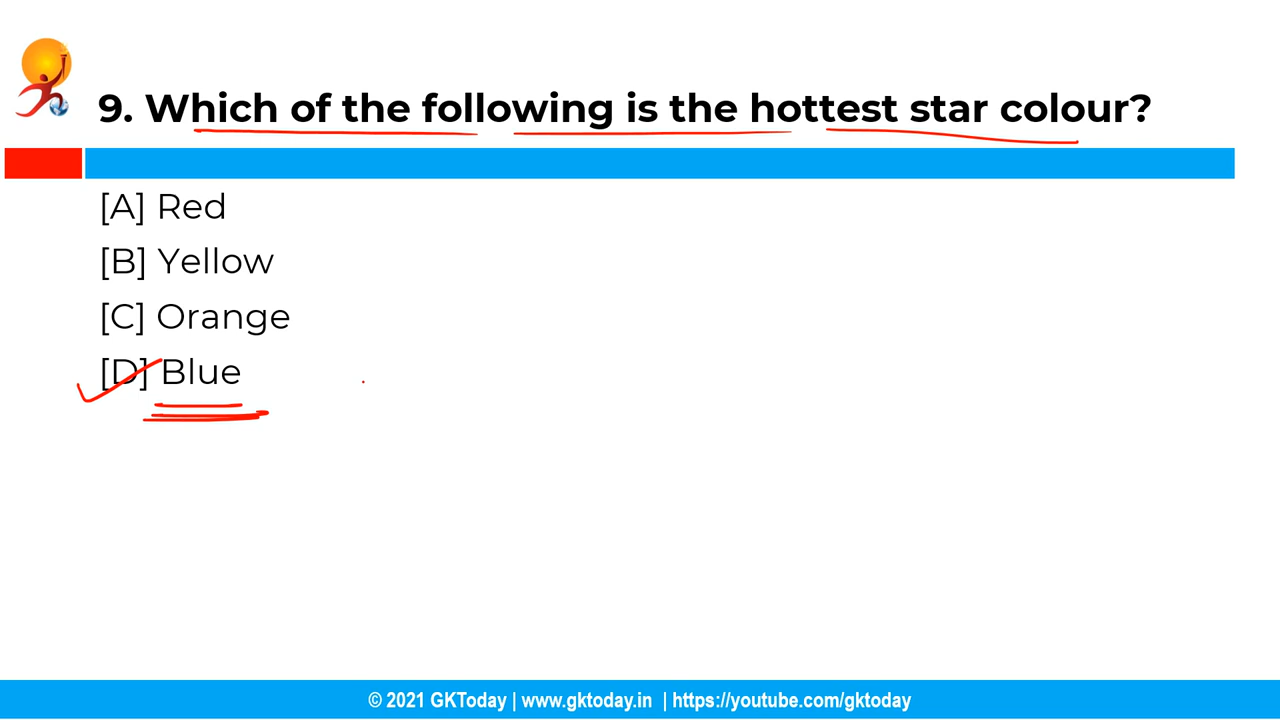 9. Which of the following is the hottest star colour?
[A] Red
[B] Yellow
[C] Orange
[D] Blue
© 2021 GKToday | www.gktoday.in | https://youtube.com/gktoday